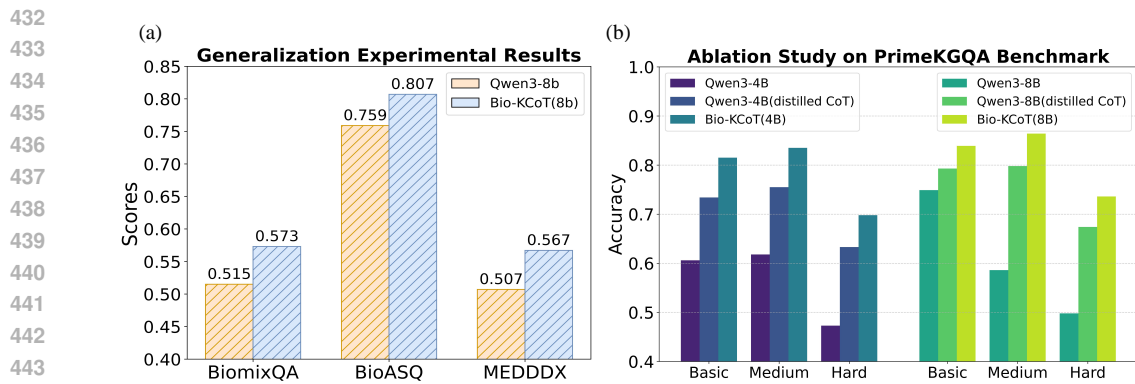 432
433
434
435
436
437
438
439
440
441
442
443
(a)
Generalization Experimental Results
Scores
0.85
0.80
0.75
0.70
0.65
0.60
0.55
0.50
0.45
0.40
Qwen3-8b
Bio-KCoT(8b)
0.515
0.573
0.759
0.807
0.507
0.567
BiomixQA
BioASQ
MEDDDX
(b)
Ablation Study on PrimeKGQA Benchmark
Accuracy
1.0
0.9
0.8
0.7
0.6
0.5
0.4
Qwen3-4B
Qwen3-4B(distilled CoT)
Bio-KCoT(4B)
Qwen3-8B
Qwen3-8B(distilled CoT)
Bio-KCoT(8B)
Basic
Medium
Hard
Basic
Medium
Hard